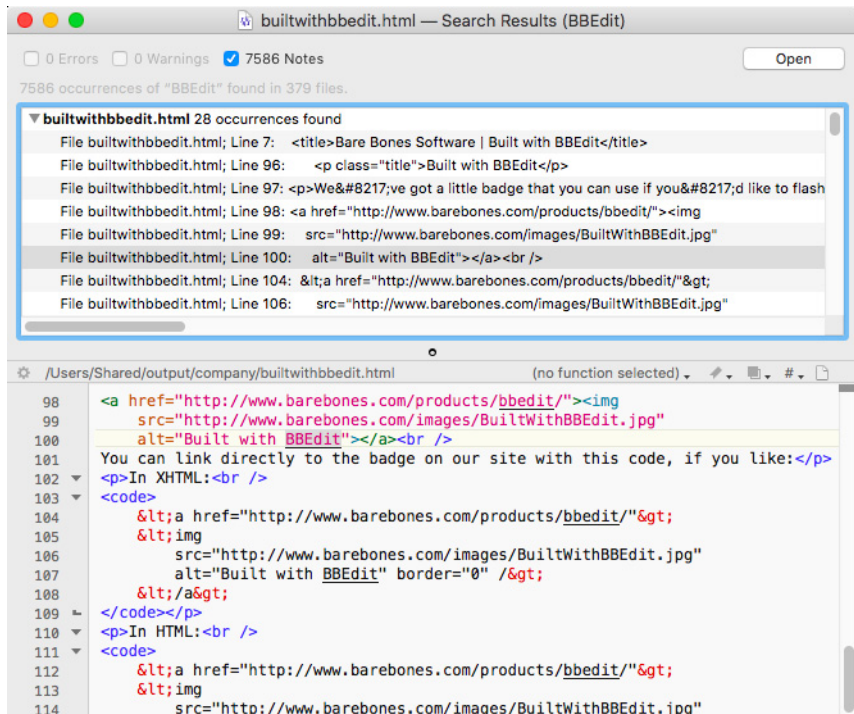 builtwithbbedit.html — Search Results (BBEdit)
0 Errors 0 Warnings 7586 Notes Open
7586 occurrences of “BBEdit” found in 379 files.
builtwithbbedit.html 28 occurrences found
File builtwithbbedit.html; Line 7: <title>Bare Bones Software | Built with BBEdit</title>
File builtwithbbedit.html; Line 96: <p class="title">Built with BBEdit</p>
File builtwithbbedit.html; Line 97: <p>We&#8217;ve got a little badge that you can use if you&#8217;d like to flash
File builtwithbbedit.html; Line 98: <a href="http://www.barebones.com/products/bbedit/"><img
File builtwithbbedit.html; Line 99: src="http://www.barebones.com/images/BuiltWithBBEdit.jpg"
File builtwithbbedit.html; Line 100: alt="Built with BBEdit"></a><br />
File builtwithbbedit.html; Line 104: &lt;a href="http://www.barebones.com/products/bbedit/"&gt;
File builtwithbbedit.html; Line 106: src="http://www.barebones.com/images/BuiltWithBBEdit.jpg"
/Users/Shared/output/company/builtwithbbedit.html (no function selected) #
98 <a href="http://www.barebones.com/products/bbedit/"><img
99 src="http://www.barebones.com/images/BuiltWithBBEdit.jpg"
100 alt="Built with BBEdit"></a><br />
101 You can link directly to the badge on our site with this code, if you like:</p>
102 <p>In XHTML:<br />
103 <code>
104 &lt;a href="http://www.barebones.com/products/bbedit/"&gt;
105 &lt;img
106 src="http://www.barebones.com/images/BuiltWithBBEdit.jpg"
107 alt="Built with BBEdit" border="0" /&gt;
108 &lt;/a&gt;
109 </code></p>
110 <p>In HTML:<br />
111 <code>
112 &lt;a href="http://www.barebones.com/products/bbedit/"&gt;
113 &lt;img
114 src="http://www.barebones.com/images/BuiltWithBBEdit.jpg"